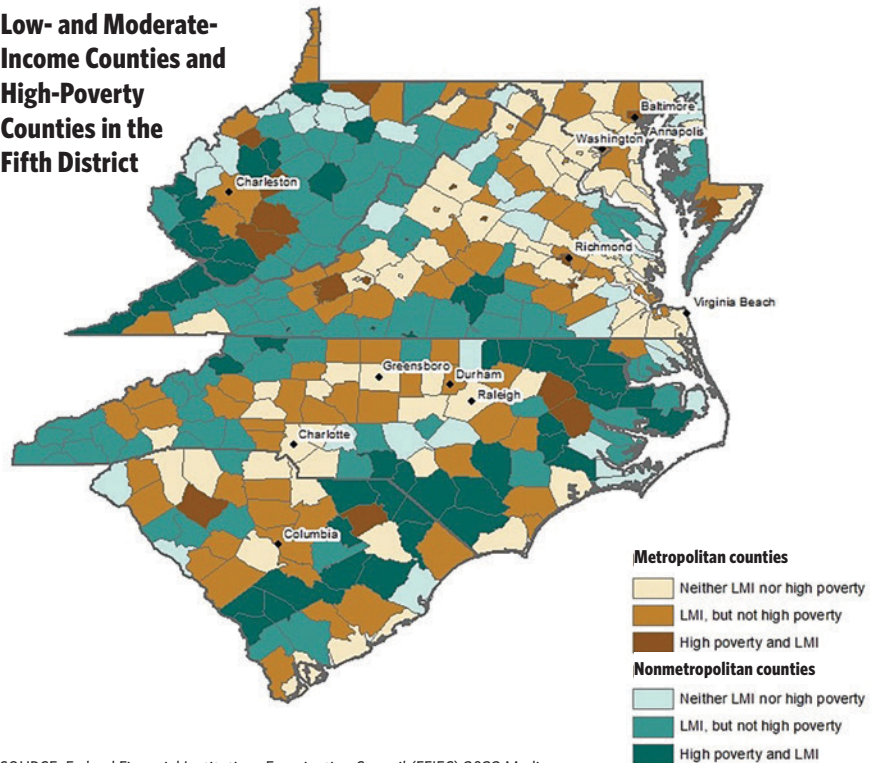 Low- and Moderate-
Income Counties and
High-Poverty
Counties in the
Fifth District
Baltimore
Annapolis
Washington
Charleston
Richmond
Virginia Beach
Greensboro
Durham
Raleigh
Charlotte
Columbia
Metropolitan counties
Neither LMI nor high poverty
LMI, but not high poverty
High poverty and LMI
Nonmetropolitan counties
Neither LMI nor high poverty
LMI, but not high poverty
High poverty and LMI